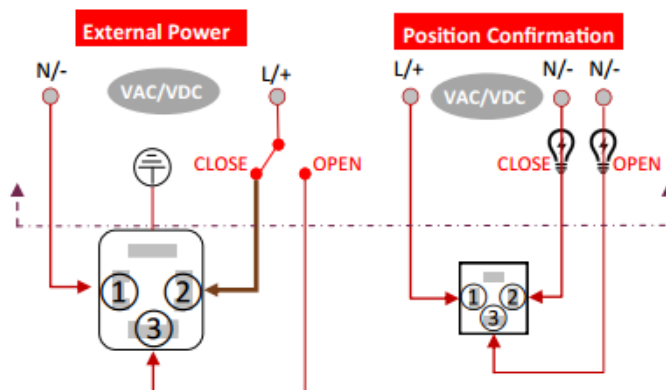 External Power
Position Confirmation
N/-
VAC/VDC
L/+
L/+
VAC/VDC
N/-
N/-
CLOSE
OPEN
CLOSE
OPEN
1
2
3
1
2
3